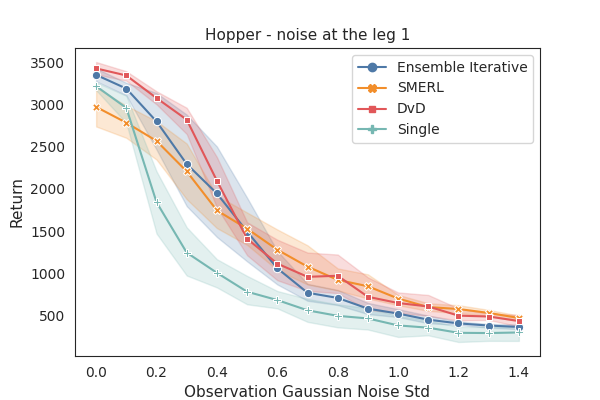 Hopper - noise at the leg 1
Return
3500
3000
2500
2000
1500
1000
500
Ensemble Iterative
SMERL
DvD
Single
0.0 0.2 0.4 0.6 0.8 1.0 1.2 1.4
Observation Gaussian Noise Std